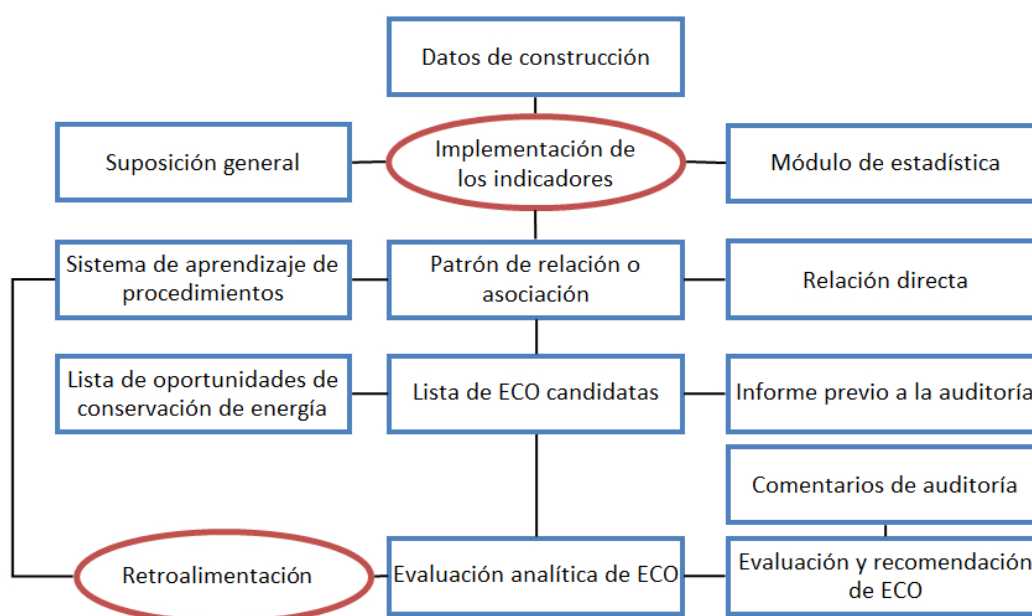 Datos de construcción
Suposición general
Implementación de
los indicadores
Módulo de estadística
Sistema de aprendizaje de
procedimientos
Patrón de relación o
asociación
Relación directa
Lista de oportunidades de
conservación de energía
Lista de ECO candidatas
Informe previo a la auditoría
Comentarios de auditoría
Retroalimentación
Evaluación analítica de ECO
Evaluación y recomendación
de ECO